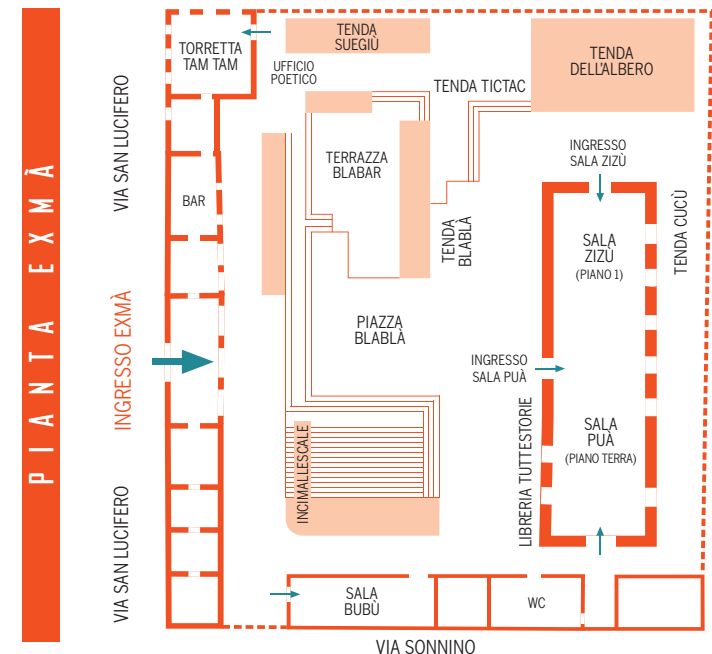 PIANTA EXMÀ
VIA SAN LUCIFERO
INGRESSO EXMÀ
VIA SAN LUCIFERO
TORRETTA
TAM TAM
BAR
TENDA
SUEGIÙ
UFFICIO
POETICO
TENDA TICTAC
TENDA
DELL'ALBERO
TERRAZZA
BLABAR
TENDA
BLABLÀ
PIAZZA
BLABLÀ
INCIMALLESCALE
INGRESSO
SALA ZIZÙ
SALA
ZIZÙ
(PIANO 1)
TENDA CUCÙ
INGRESSO
SALA PUÀ
SALA
PUÀ
(PIANO TERRA)
LIBRERIA TUTTESTORIE
SALA
BUBÙ
WC
VIA SONNINO